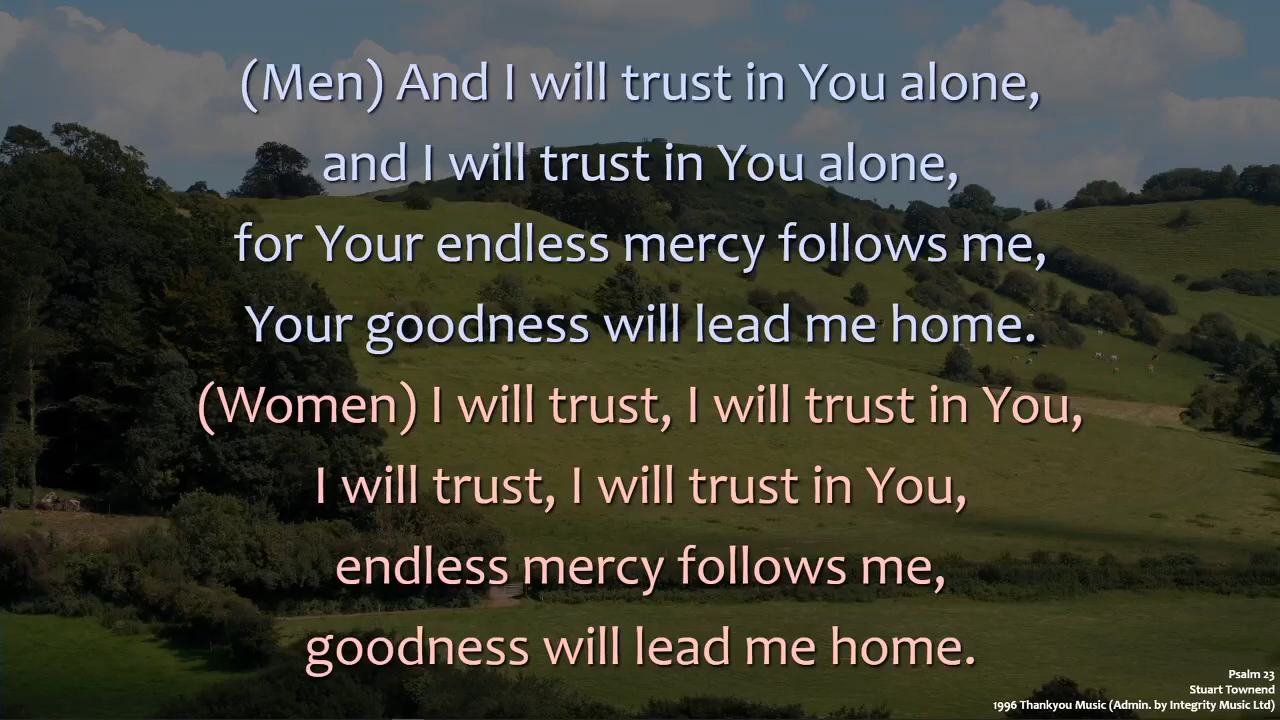 (Men) And I will trust in You alone,
and I will trust in You alone,
for Your endless mercy follows me,
Your goodness will lead me home.
(Women) I will trust, I will trust in You,
I will trust, I will trust in You,
endless mercy follows me,
goodness will lead me home.
Psalm 23
Stuart Townend
1996 Thankyou Music (Admin. by Integrity Music Ltd)